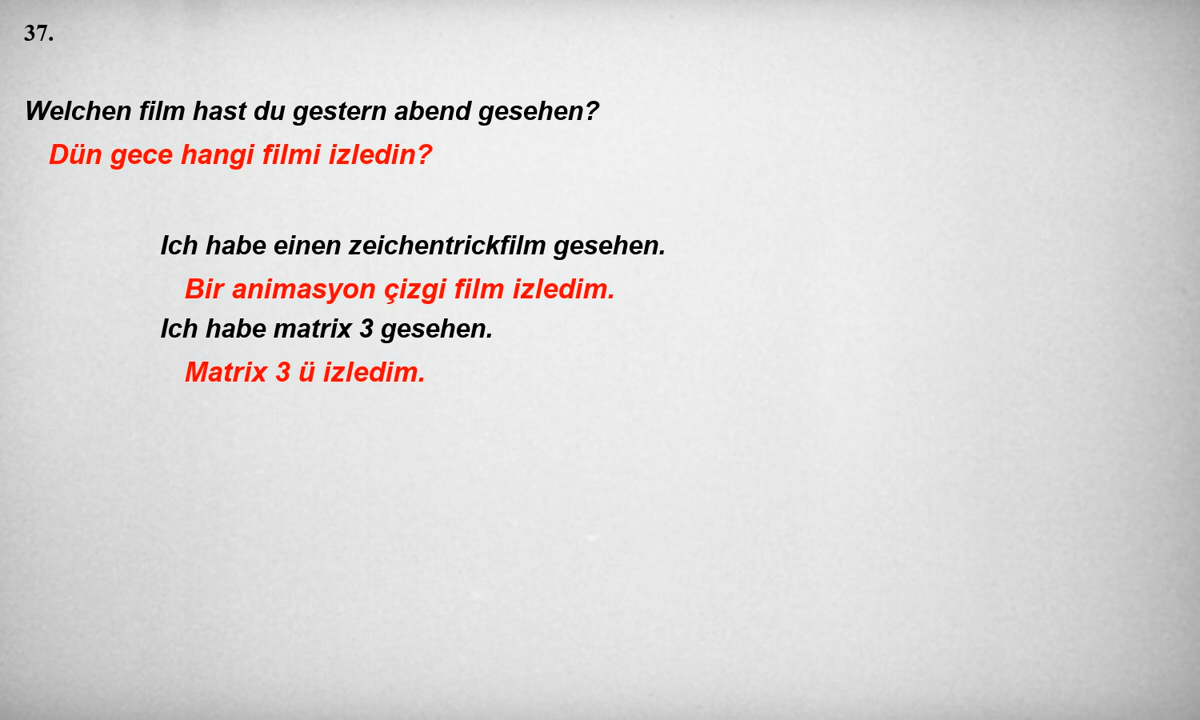 37.
Welchen film hast du gestern abend gesehen?
Dün gece hangi filmi izledin?
Ich habe einen zeichentrickfilm gesehen.
Bir animasyon çizgi film izledim.
Ich habe matrix 3 gesehen.
Matrix 3 ü izledim.